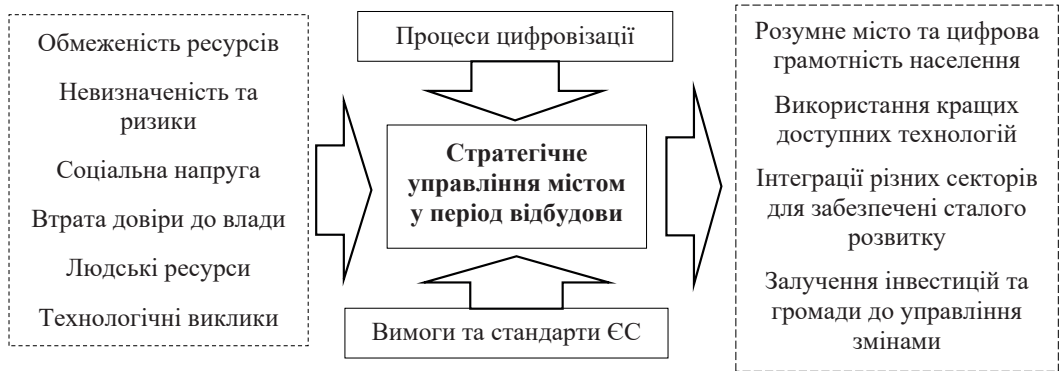 Обмеженість ресурсів
Невизначеність та
ризики
Соціальна напруга
Втрата довіри до влади
Людські ресурси
Технологічні виклики
Процеси цифровізації
Стратегічне
управління містом
у період відбудови
Вимоги та стандарти ЄС
Розумне місто та цифрова
грамотність населення
Використання кращих
доступних технологій
Інтеграції різних секторів
для забезпечені сталого
розвитку
Залучення інвестицій та
громади до управління
змінами